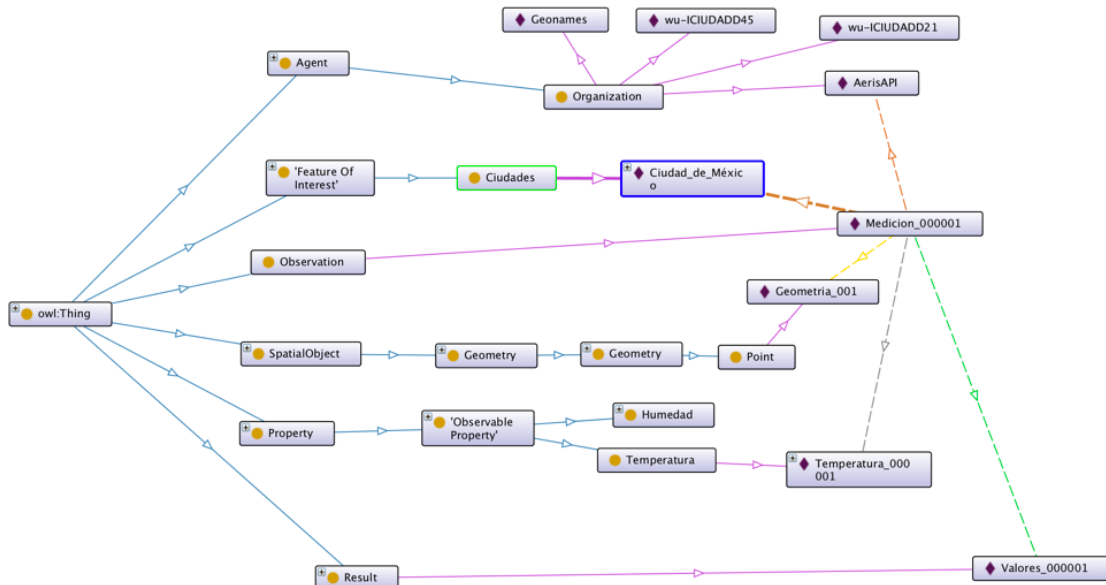 Geonames
wu-ICIUDADD45
wu-ICIUDADD21
Agent
AerisAPI
Organization
'Feature Of
Interest'
Ciudades
Ciudad_de_Méxic
o
Medicion_000001
Observation
Geometria_001
owl:Thing
SpatialObject
Geometry
Geometry
Point
Humedad
Property
'Observable
Property'
Temperatura
Temperatura_000
001
Result
Valores_000001